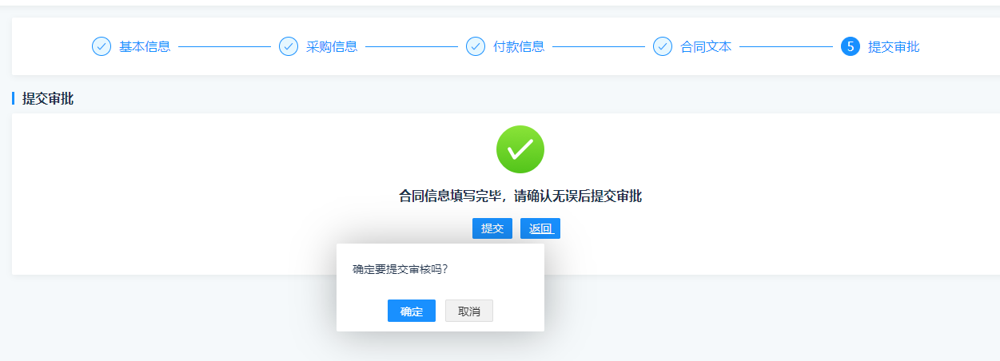 基本信息 采购信息 付款信息 合同文本 5 提交审批
提交审批
合同信息填写完毕，请确认无误后提交审批
提交 返回
确定要提交审核吗？
确定 取消